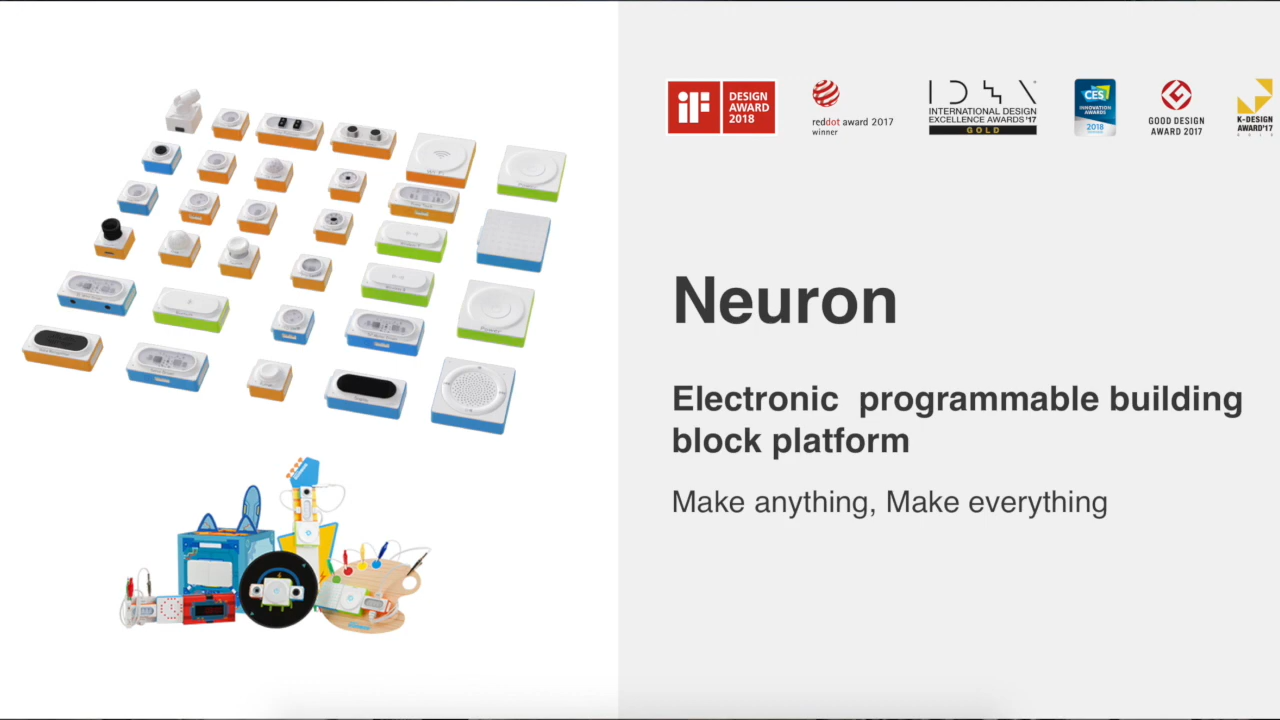 iF
DESIGN
AWARD
2018
reddot award 2017
winner
INTERNATIONAL DESIGN
EXCELLENCE AWARDS '17
GOLD
CES
INNOVATION
AWARDS
2018
GOOD DESIGN
AWARD 2017
K-DESIGN
AWARD'17
Neuron
Electronic  programmable building
block platform
Make anything, Make everything